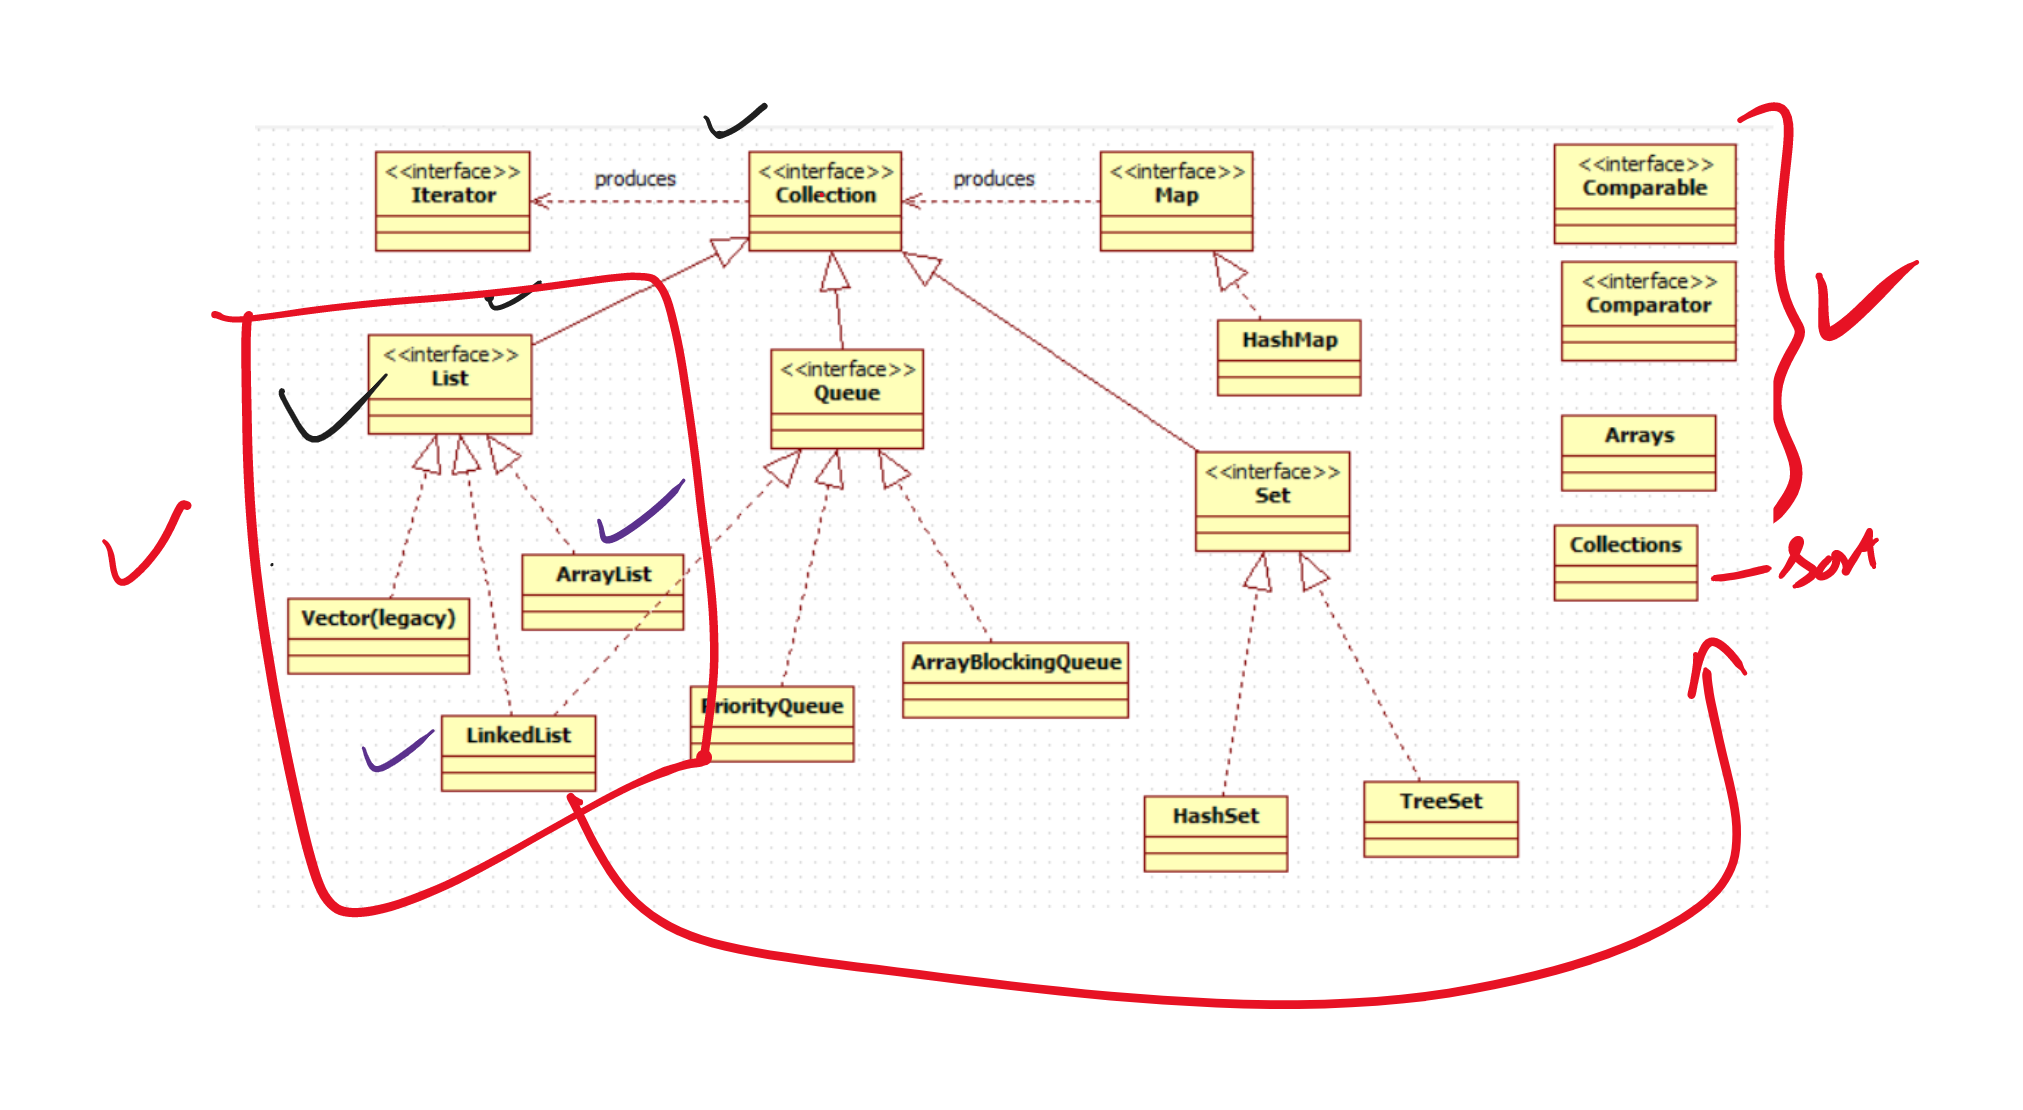 <<interface>>
Iterator
produces
<<interface>>
Collection
produces
<<interface>>
Map
<<interface>>
Comparable
<<interface>>
Comparator
<<interface>>
List
<<interface>>
Queue
HashMap
Arrays
<<interface>>
Set
Collections
— sort
ArrayList
Vector(legacy)
ArrayBlockingQueue
PriorityQueue
LinkedList
HashSet
TreeSet